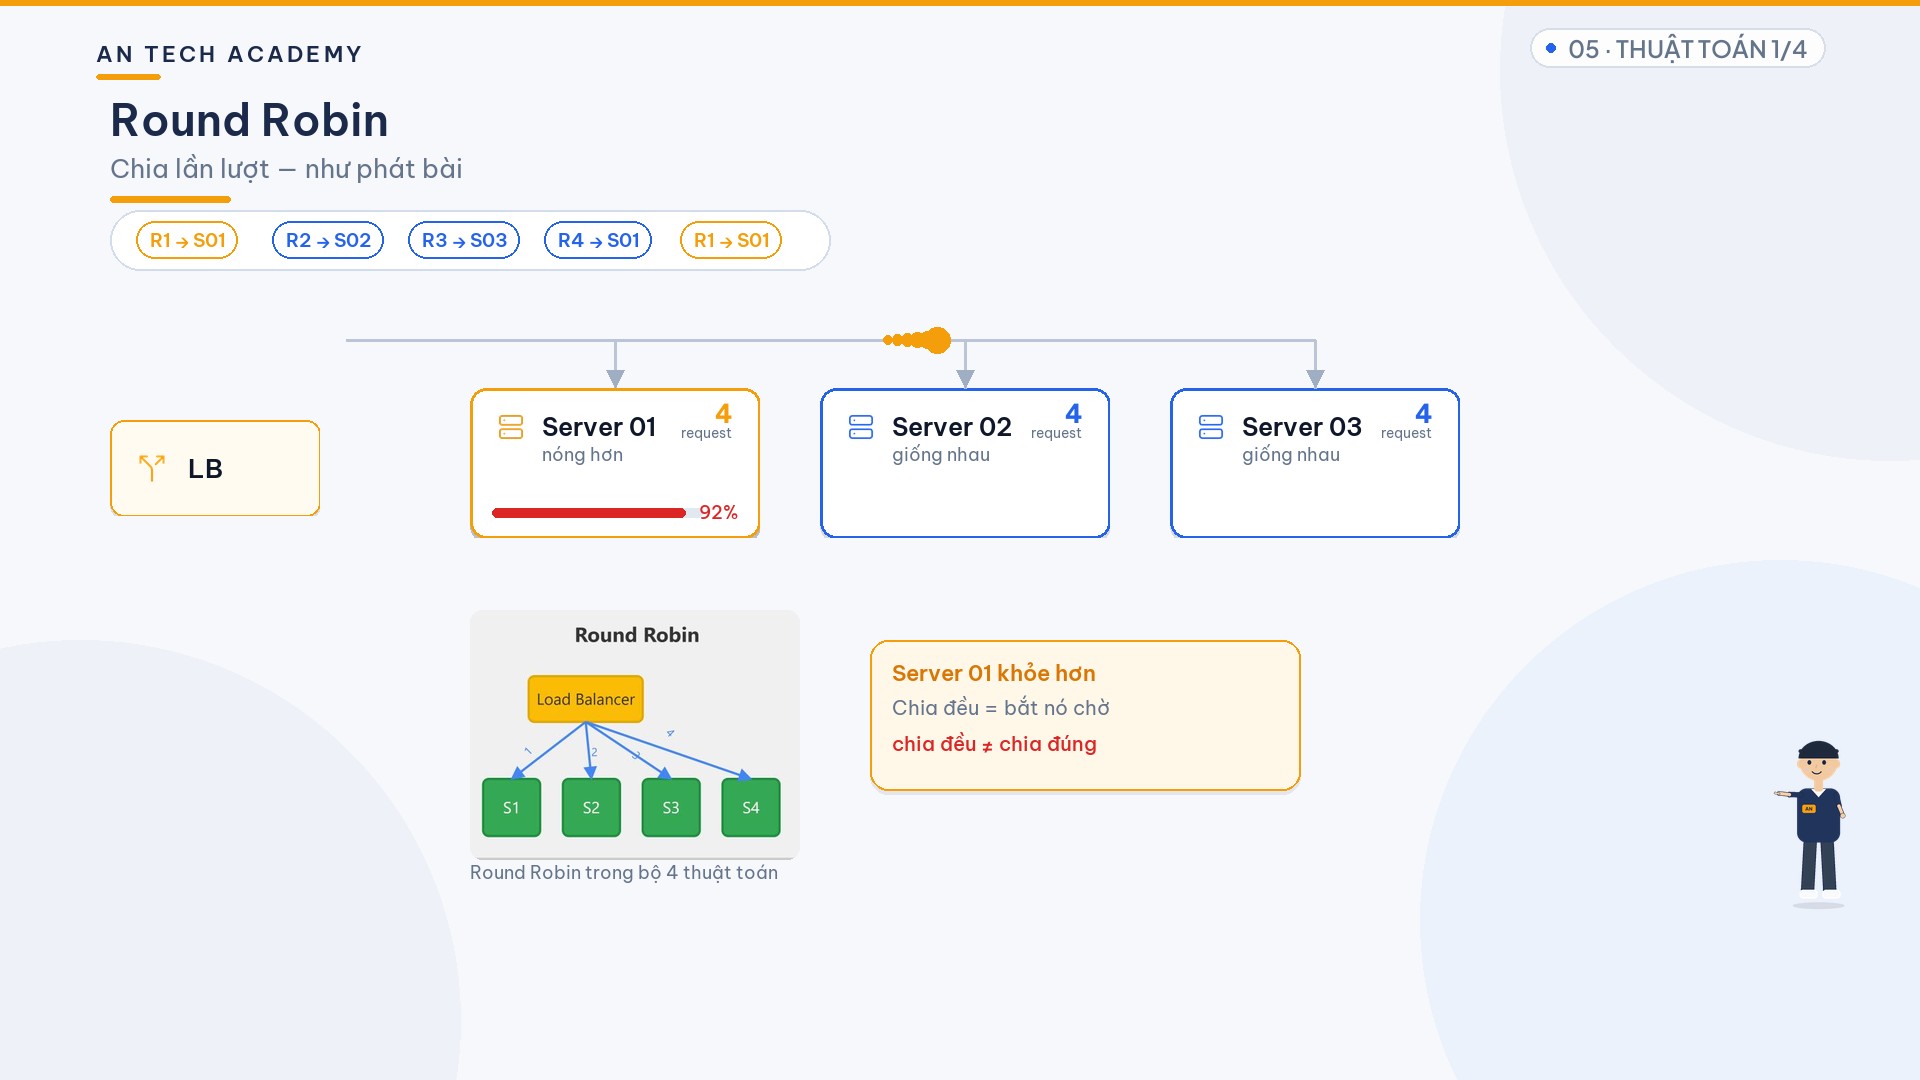 AN TECH ACADEMY
05 · THUẬT TOÁN 1/4
Round Robin
Chia lần lượt — như phát bài
R1 → S01
R2 → S02
R3 → S03
R4 → S01
R1 → S01
LB
Server 01
4
request
nóng hơn
92%
Server 02
4
request
giống nhau
Server 03
4
request
giống nhau
Round Robin
Load Balancer
1
2
3
4
S1
S2
S3
S4
Round Robin trong bộ 4 thuật toán
Server 01 khỏe hơn
Chia đều = bắt nó chờ
chia đều ≠ chia đúng
AN